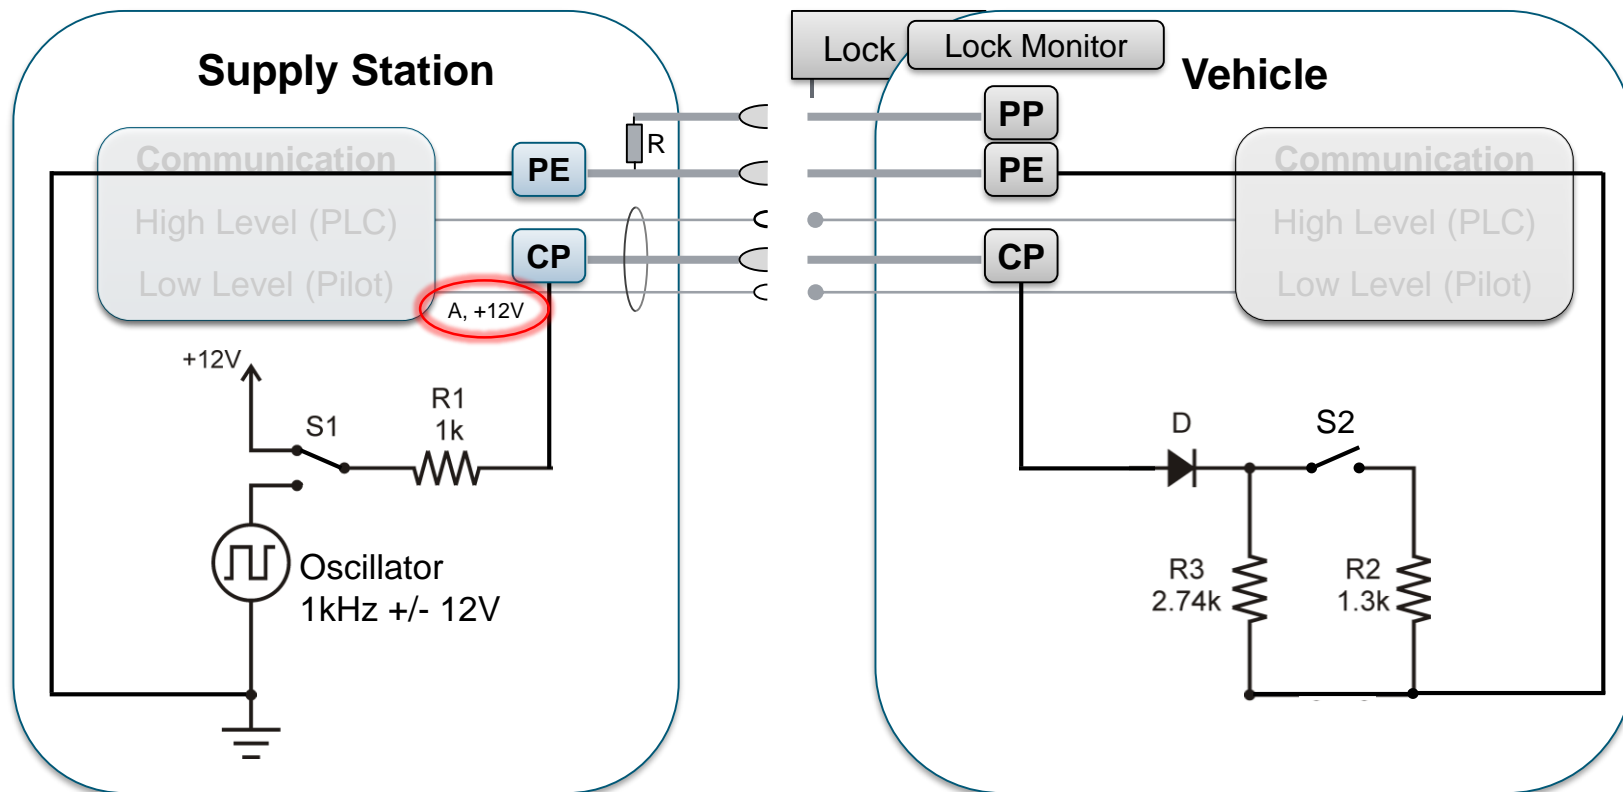 Supply Station
Communication
High Level (PLC)
Low Level (Pilot)
PE
CP
R
A, +12V
+12V
S1
R1
1k
Oscillator
1kHz +/- 12V
Lock
Lock Monitor
Vehicle
PP
PE
CP
Communication
High Level (PLC)
Low Level (Pilot)
D
S2
R3
2.74k
R2
1.3k